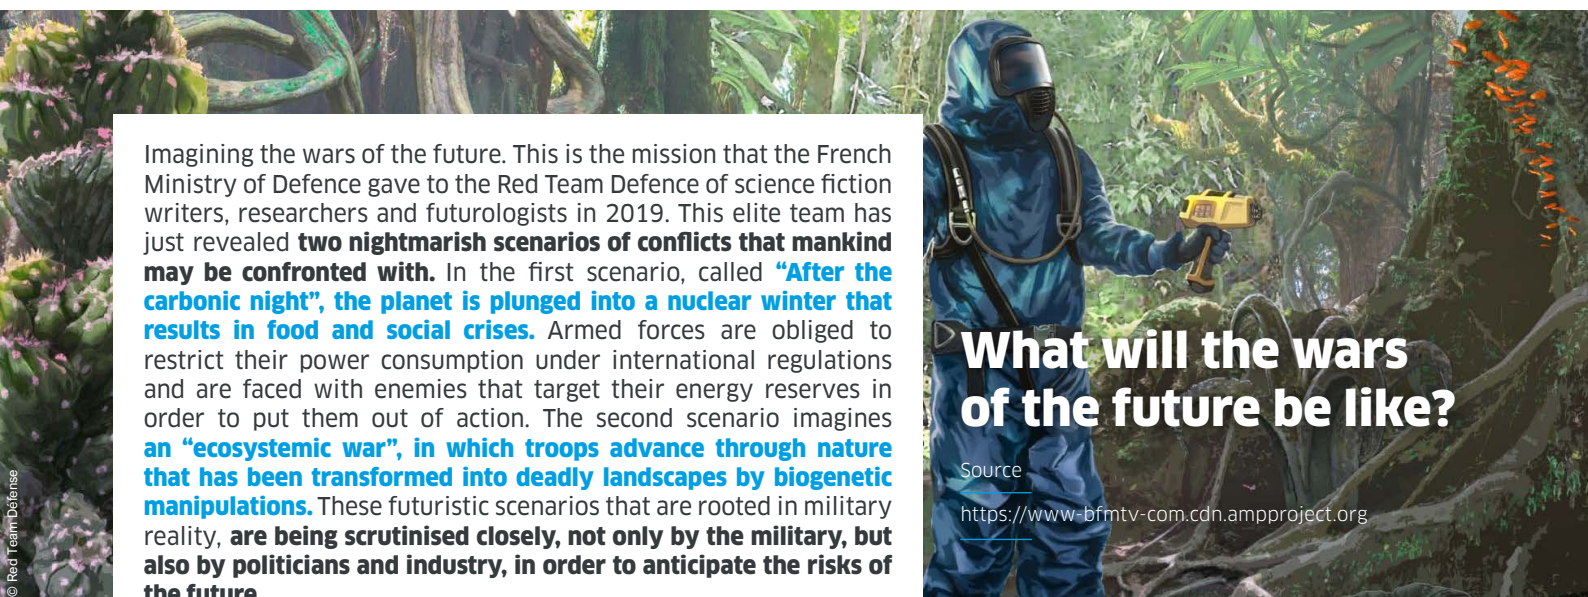 Imagining the wars of the future. This is the mission that the French
Ministry of Defence gave to the Red Team Defence of science fiction
writers, researchers and futurologists in 2019. This elite team has
just revealed two nightmarish scenarios of conflicts that mankind
may be confronted with. In the first scenario, called “After the
carbonic night”, the planet is plunged into a nuclear winter that
results in food and social crises. Armed forces are obliged to
restrict their power consumption under international regulations
and are faced with enemies that target their energy reserves in
order to put them out of action. The second scenario imagines
an “ecosystemic war”, in which troops advance through nature
that has been transformed into deadly landscapes by biogenetic
manipulations. These futuristic scenarios that are rooted in military
reality, are being scrutinised closely, not only by the military, but
also by politicians and industry, in order to anticipate the risks of
the future
What will the wars
of the future be like?
Source
https://www-bfmtv-com.cdn.ampproject.org
© Red Team Défense